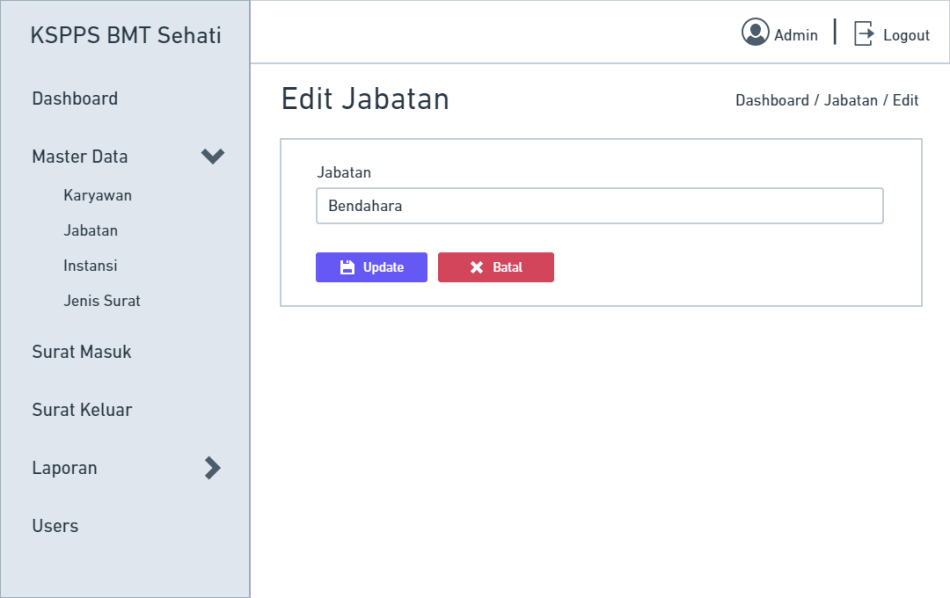 KSPPS BMT Sehati
Dashboard
Master Data
Karyawan
Jabatan
Instansi
Jenis Surat
Surat Masuk
Surat Keluar
Laporan
Users
Admin
Logout
Edit Jabatan
Dashboard / Jabatan / Edit
Jabatan
Bendahara
Update
Batal